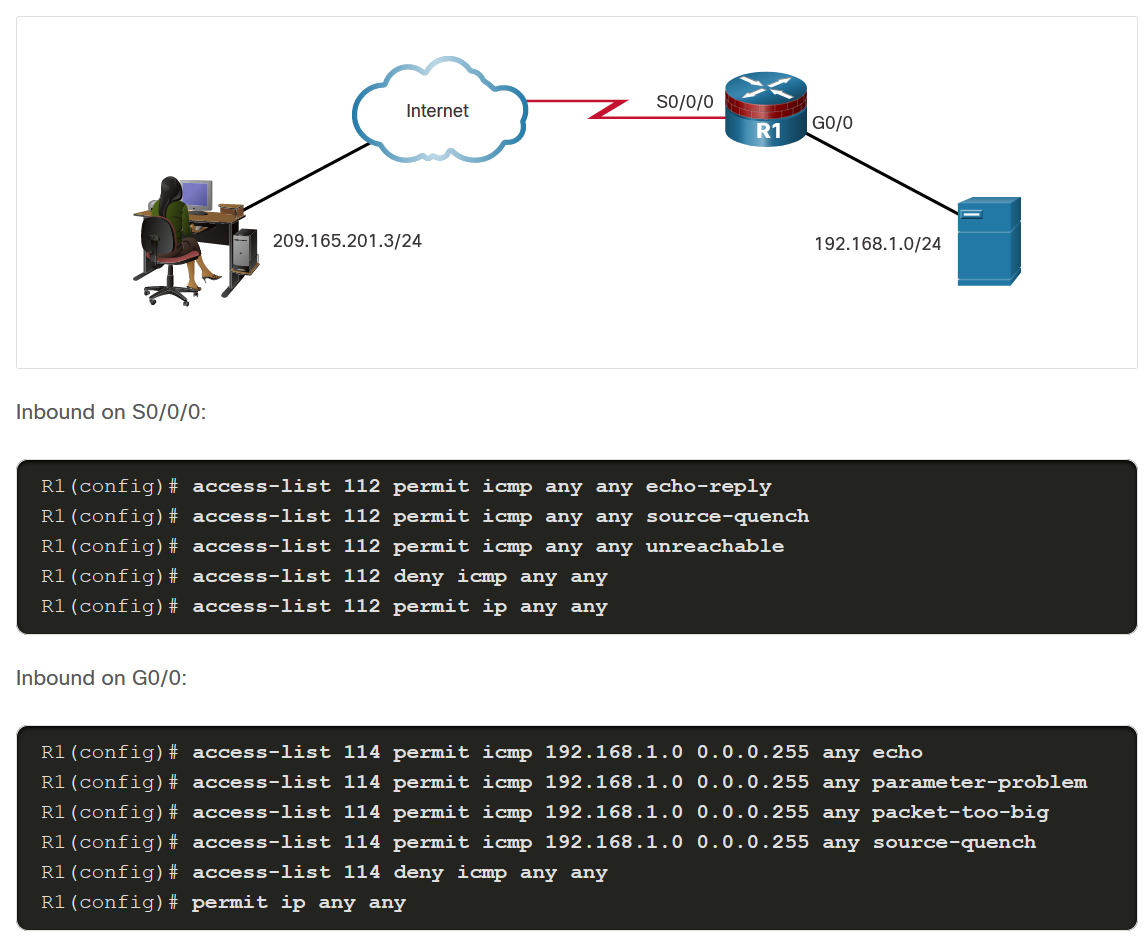 Internet
S0/0/0
R1
G0/0
209.165.201.3/24
192.168.1.0/24
Inbound on S0/0/0:
R1(config)# access-list 112 permit icmp any any echo-reply
R1(config)# access-list 112 permit icmp any any source-quench
R1(config)# access-list 112 permit icmp any any unreachable
R1(config)# access-list 112 deny icmp any any
R1(config)# access-list 112 permit ip any any
Inbound on G0/0:
R1(config)# access-list 114 permit icmp 192.168.1.0 0.0.0.255 any echo
R1(config)# access-list 114 permit icmp 192.168.1.0 0.0.0.255 any parameter-problem
R1(config)# access-list 114 permit icmp 192.168.1.0 0.0.0.255 any packet-too-big
R1(config)# access-list 114 permit icmp 192.168.1.0 0.0.0.255 any source-quench
R1(config)# access-list 114 deny icmp any any
R1(config)# permit ip any any